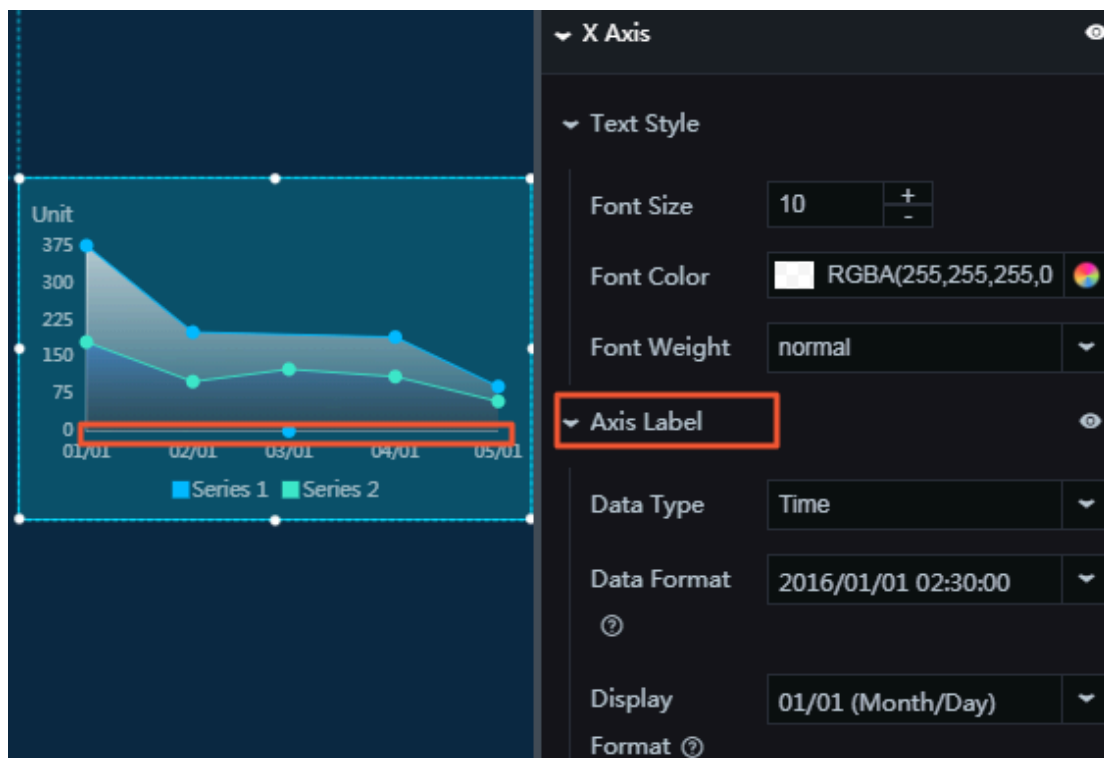 Unit
375
300
225
150
75
0
01/01 02/01 03/01 04/01 05/01
Series 1 Series 2
X Axis
Text Style
Font Size 10 + -
Font Color RGBA(255,255,255,0
Font Weight normal
Axis Label
Data Type Time
Data Format 2016/01/01 02:30:00
?
Display 01/01 (Month/Day)
Format ?